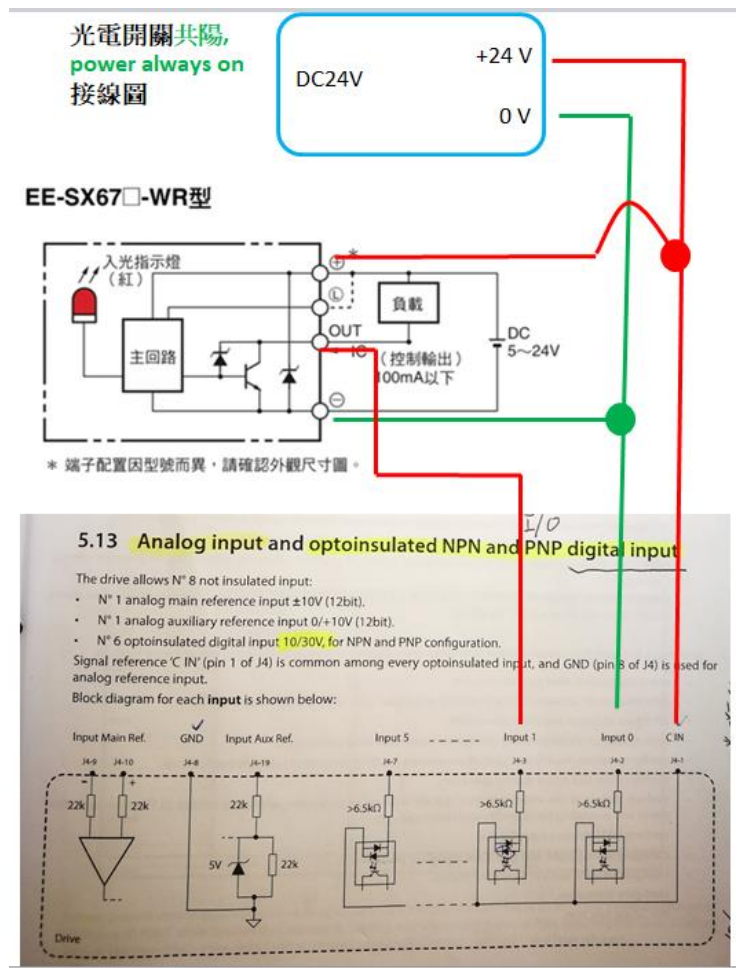 光電開關共陽,
power always on
接線圖
DC24V
+24 V
0 V
EE-SX67□-WR型
入光指示燈
（紅）
主回路
⊕ *
Ⓛ
負載
OUT
IC
（控制輸出）
100mA以下
DC
5～24V
⊖
* 端子配置因型號而異，請確認外觀尺寸圖。
I/O
5.13 Analog input and optoinsulated NPN and PNP digital input
The drive allows N° 8 not insulated input:
• N° 1 analog main reference input ±10V (12bit).
• N° 1 analog auxiliary reference input 0/+10V (12bit).
• N° 6 optoinsulated digital input 10/30V, for NPN and PNP configuration.
Signal reference 'C IN' (pin 1 of J4) is common among every optoinsulated input, and GND (pin 8 of J4) is used for
analog reference input.
Block diagram for each input is shown below:
Input Main Ref. GND Input Aux Ref. Input 5 Input 1 Input 0 C IN
J4-9 J4-10 J4-8 J4-19 J4-7 J4-3 J4-2 J4-1
- +
22k 22k 22k >6.5kΩ >6.5kΩ >6.5kΩ
5V 22k
Drive